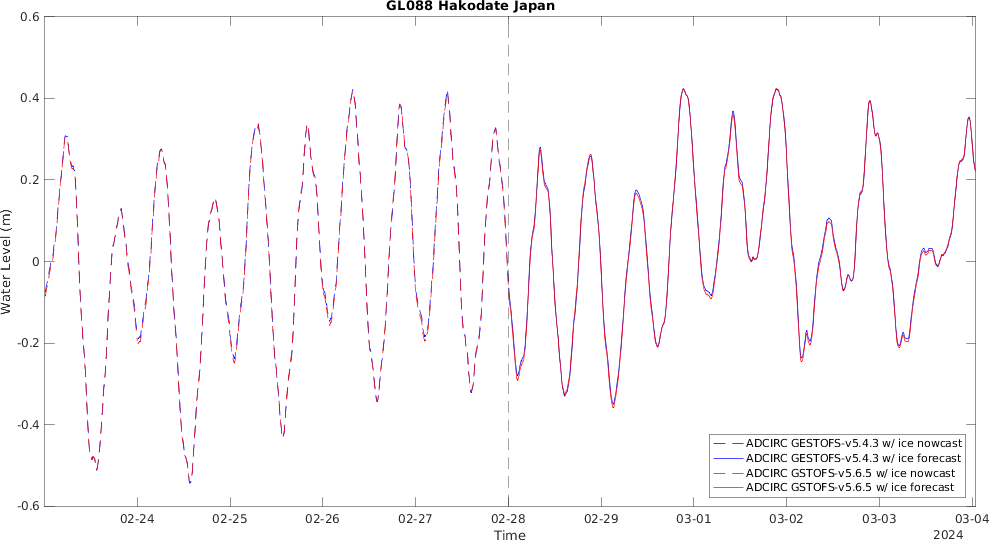 GL088 Hakodate Japan
0.6
0.4
0.2
0
-0.2
-0.4
-0.6
Water Level (m)
ADCIRC GESTOFS-v5.4.3 w/ ice nowcast
ADCIRC GESTOFS-v5.4.3 w/ ice forecast
ADCIRC GSTOFS-v5.6.5 w/ ice nowcast
ADCIRC GSTOFS-v5.6.5 w/ ice forecast
02-24 02-25 02-26 02-27 02-28 02-29 03-01 03-02 03-03 03-04
Time
2024